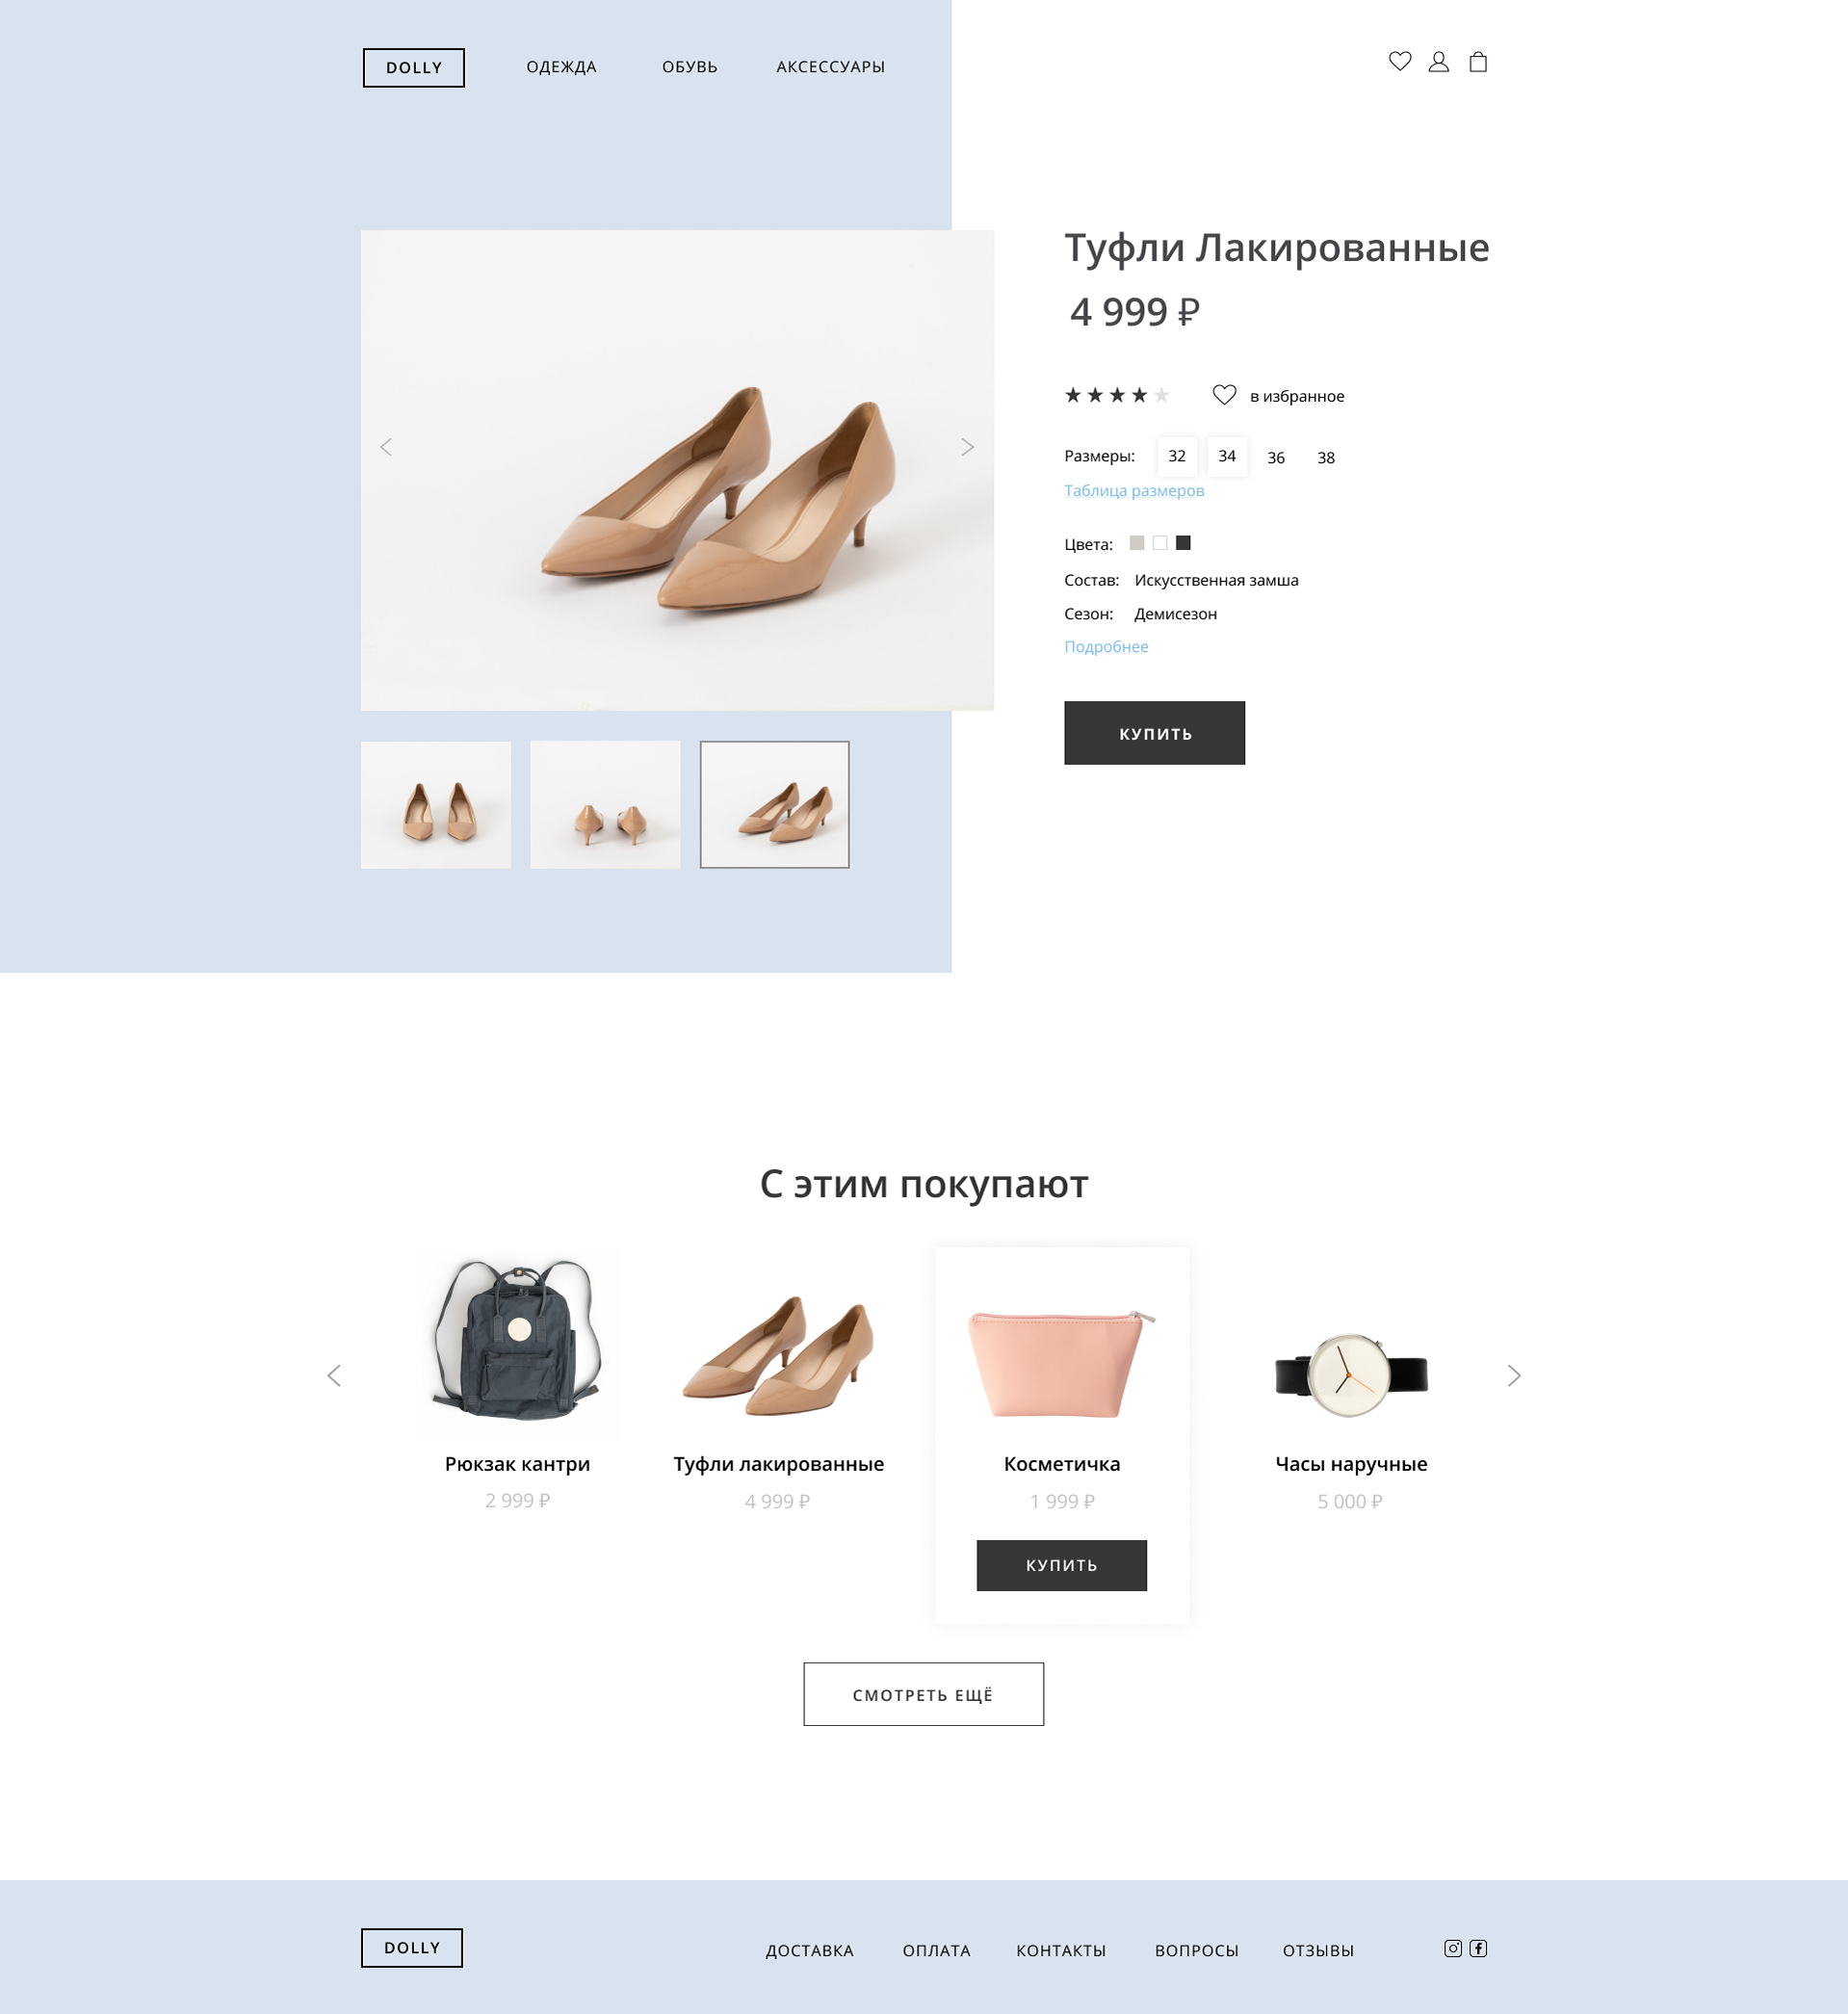 DOLLY ОДЕЖДА ОБУВЬ АКСЕССУАРЫ
Туфли Лакированные
4 999 ₽
в избранное
Размеры: 32 34 36 38
Таблица размеров
Цвета:
Состав: Искусственная замша
Сезон: Демисезон
Подробнее
КУПИТЬ
С этим покупают
Рюкзак кантри
2 999 ₽
Туфли лакированные
4 999 ₽
Косметичка
1 999 ₽
КУПИТЬ
Часы наручные
5 000 ₽
СМОТРЕТЬ ЕЩЁ
DOLLY ДОСТАВКА ОПЛАТА КОНТАКТЫ ВОПРОСЫ ОТЗЫВЫ